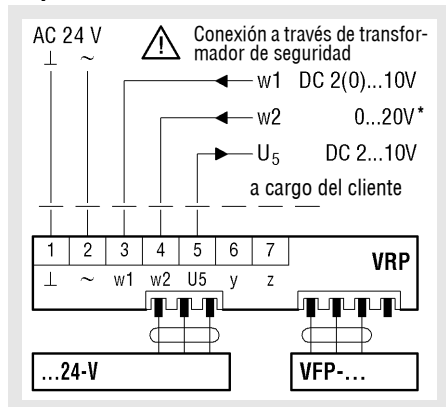 AC 24 V
⊥ ~
⚠ Conexión a través de transfor-
mador de seguridad
w1 DC 2(0)...10V
w2 0...20V*
U5 DC 2...10V
a cargo del cliente
1 2 3 4 5 6 7
⊥ ~ w1 w2 U5 y z
VRP
...24-V
VFP-...